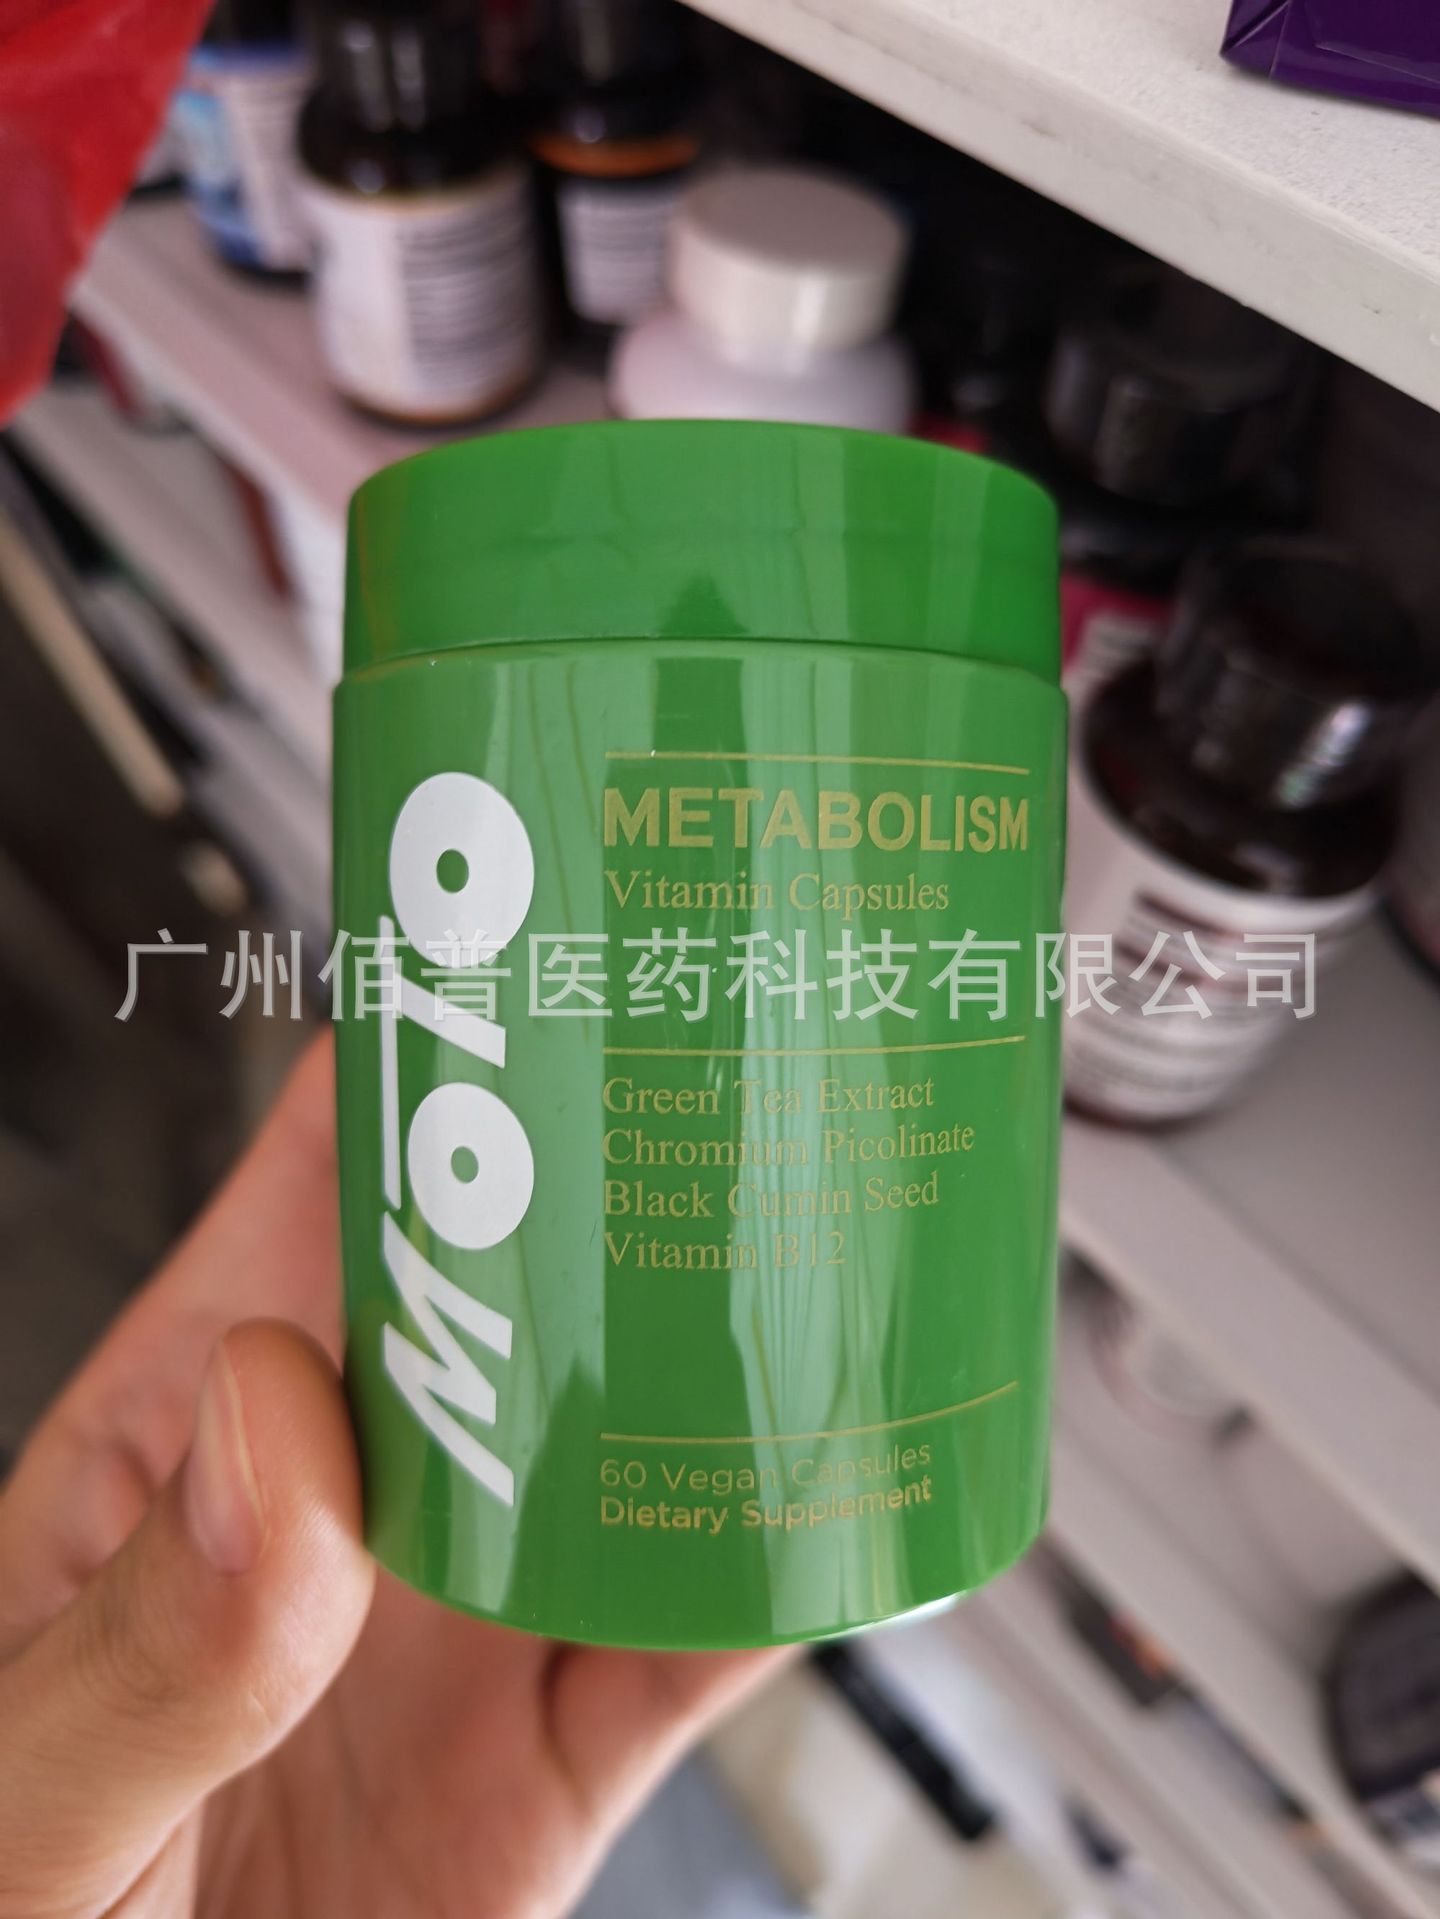 MOTO
METABOLISM
Vitamin Capsules
广州佰普医药科技有限公司
Green Tea Extract
Chromium Picolinate
Black Cumin Seed
Vitamin B12
60 Vegan Capsules
Dietary Supplement